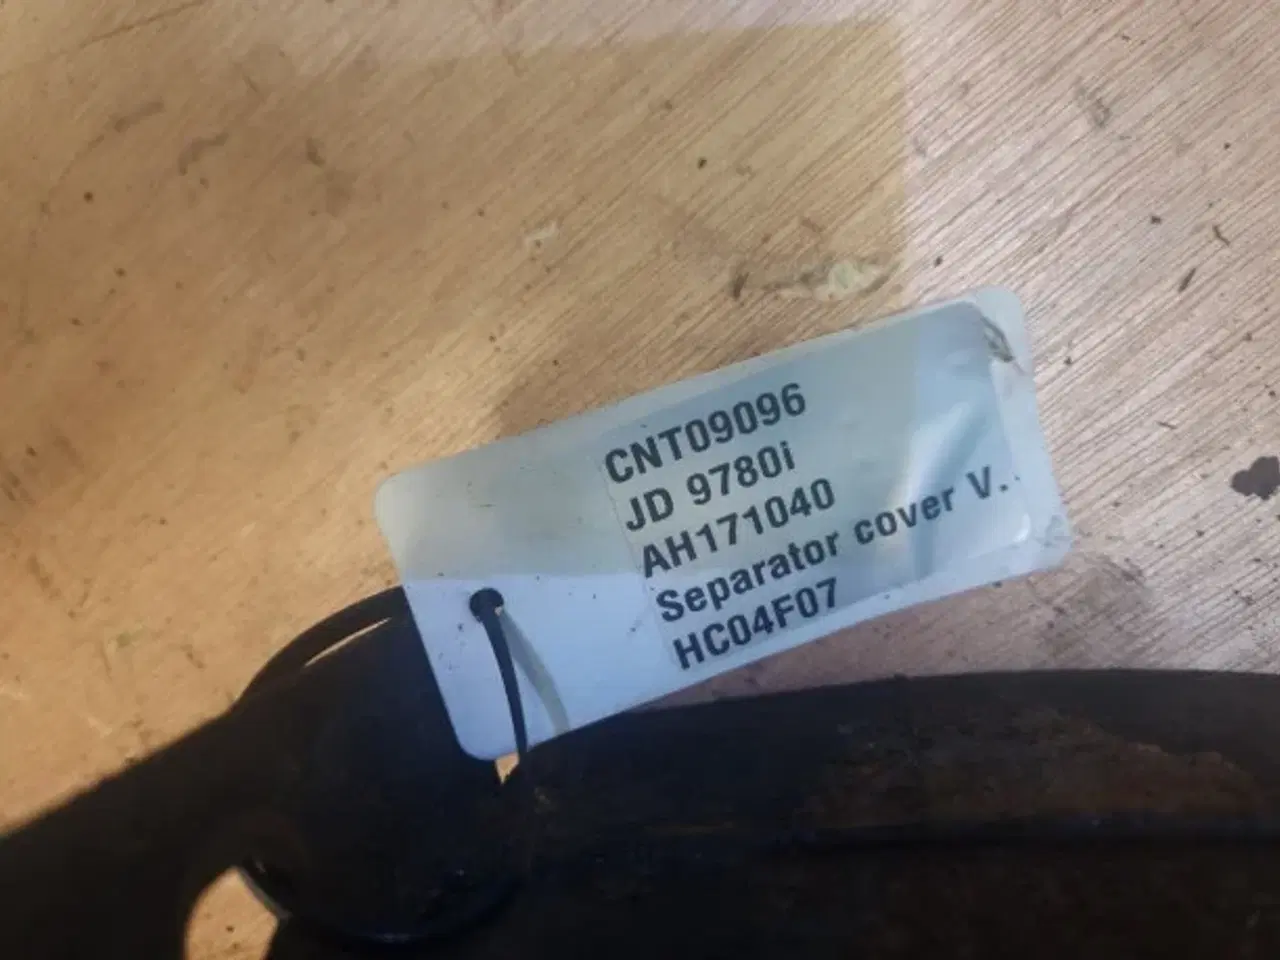 CNT09096
JD 9780i
AH171040
Separator cover V..
HC04F07